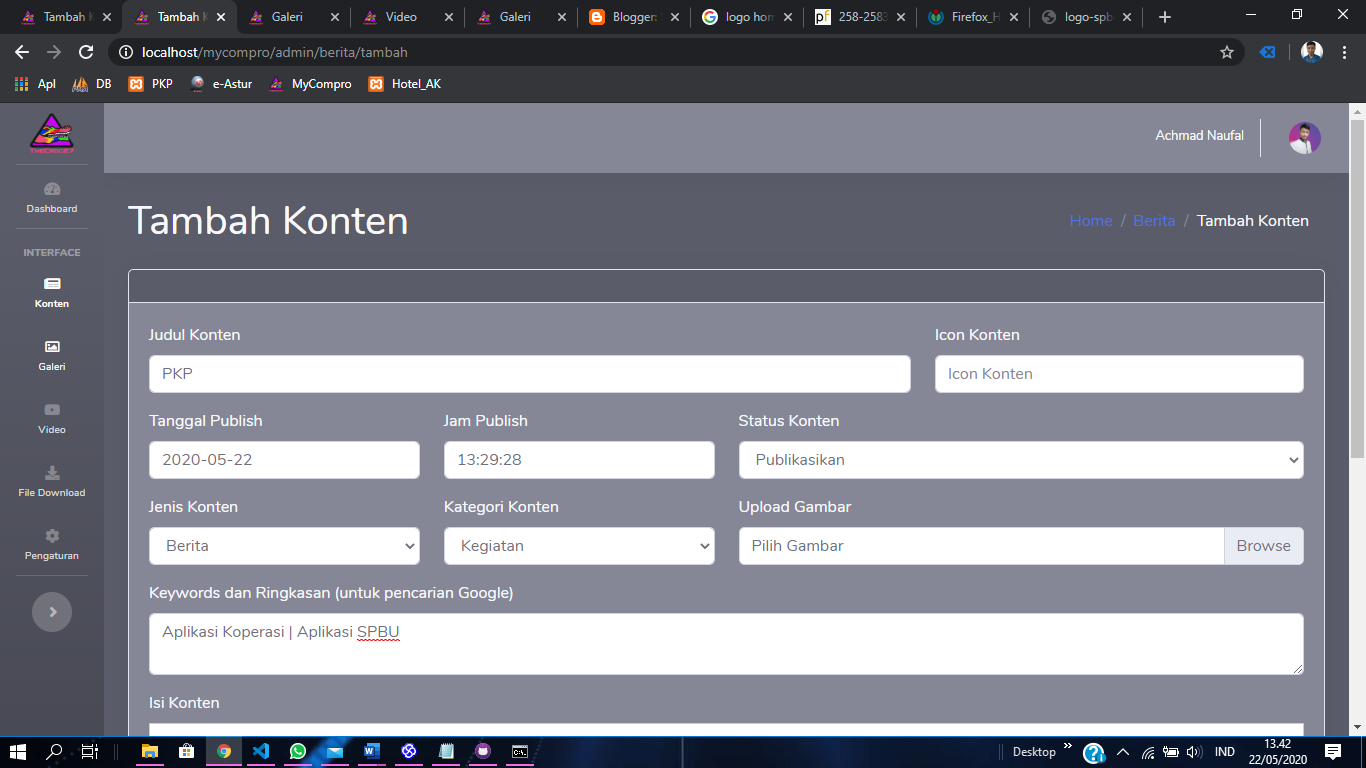 Tambah K
Tambah K
Galeri
Video
Galeri
Blogger:
logo hom
258-2583
Firefox_H
logo-spb
localhost/mycompro/admin/berita/tambah
Apl
DB
PKP
e-Astur
MyCompro
Hotel_AK
Achmad Naufal
Dashboard
INTERFACE
Konten
Galeri
Video
File Download
Pengaturan
Tambah Konten
Home / Berita / Tambah Konten
Judul Konten
Icon Konten
PKP
Icon Konten
Tanggal Publish
Jam Publish
Status Konten
2020-05-22
13:29:28
Publikasikan
Jenis Konten
Kategori Konten
Upload Gambar
Berita
Kegiatan
Pilih Gambar
Browse
Keywords dan Ringkasan (untuk pencarian Google)
Aplikasi Koperasi | Aplikasi SPBU
Isi Konten
Desktop
IND
13.42
22/05/2020